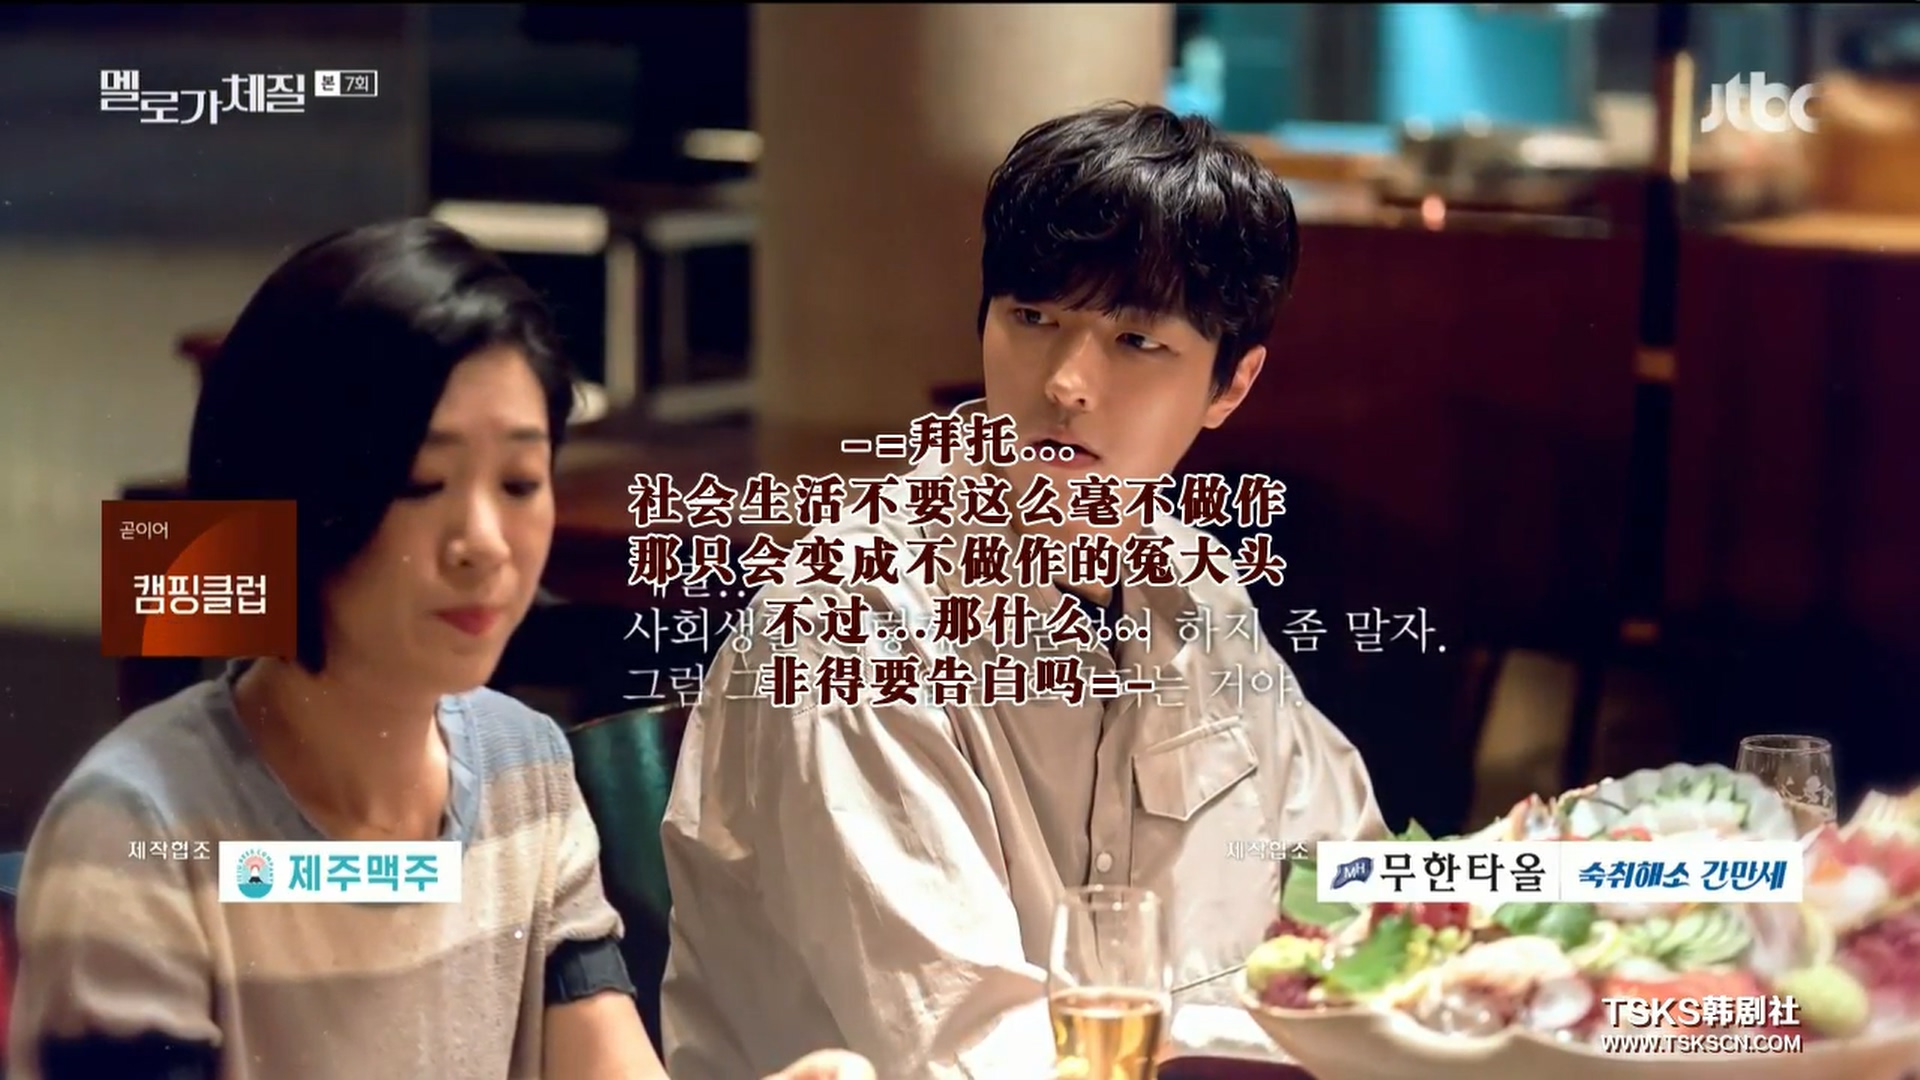 멜로가체질 본 7회
jtbc
-=拜托...
社会生活不要这么毫不做作
那只会变成不做作的冤大头
不过...那什么...
非得要告白吗=-
사회생 하지 좀 말자.
그럼 는 거야.
곧이어
캠핑클럽
제작협조 제주맥주
제작협조 MH 무한타올 숙취해소 간만세
TSKS韩剧社
WWW.TSKSCN.COM